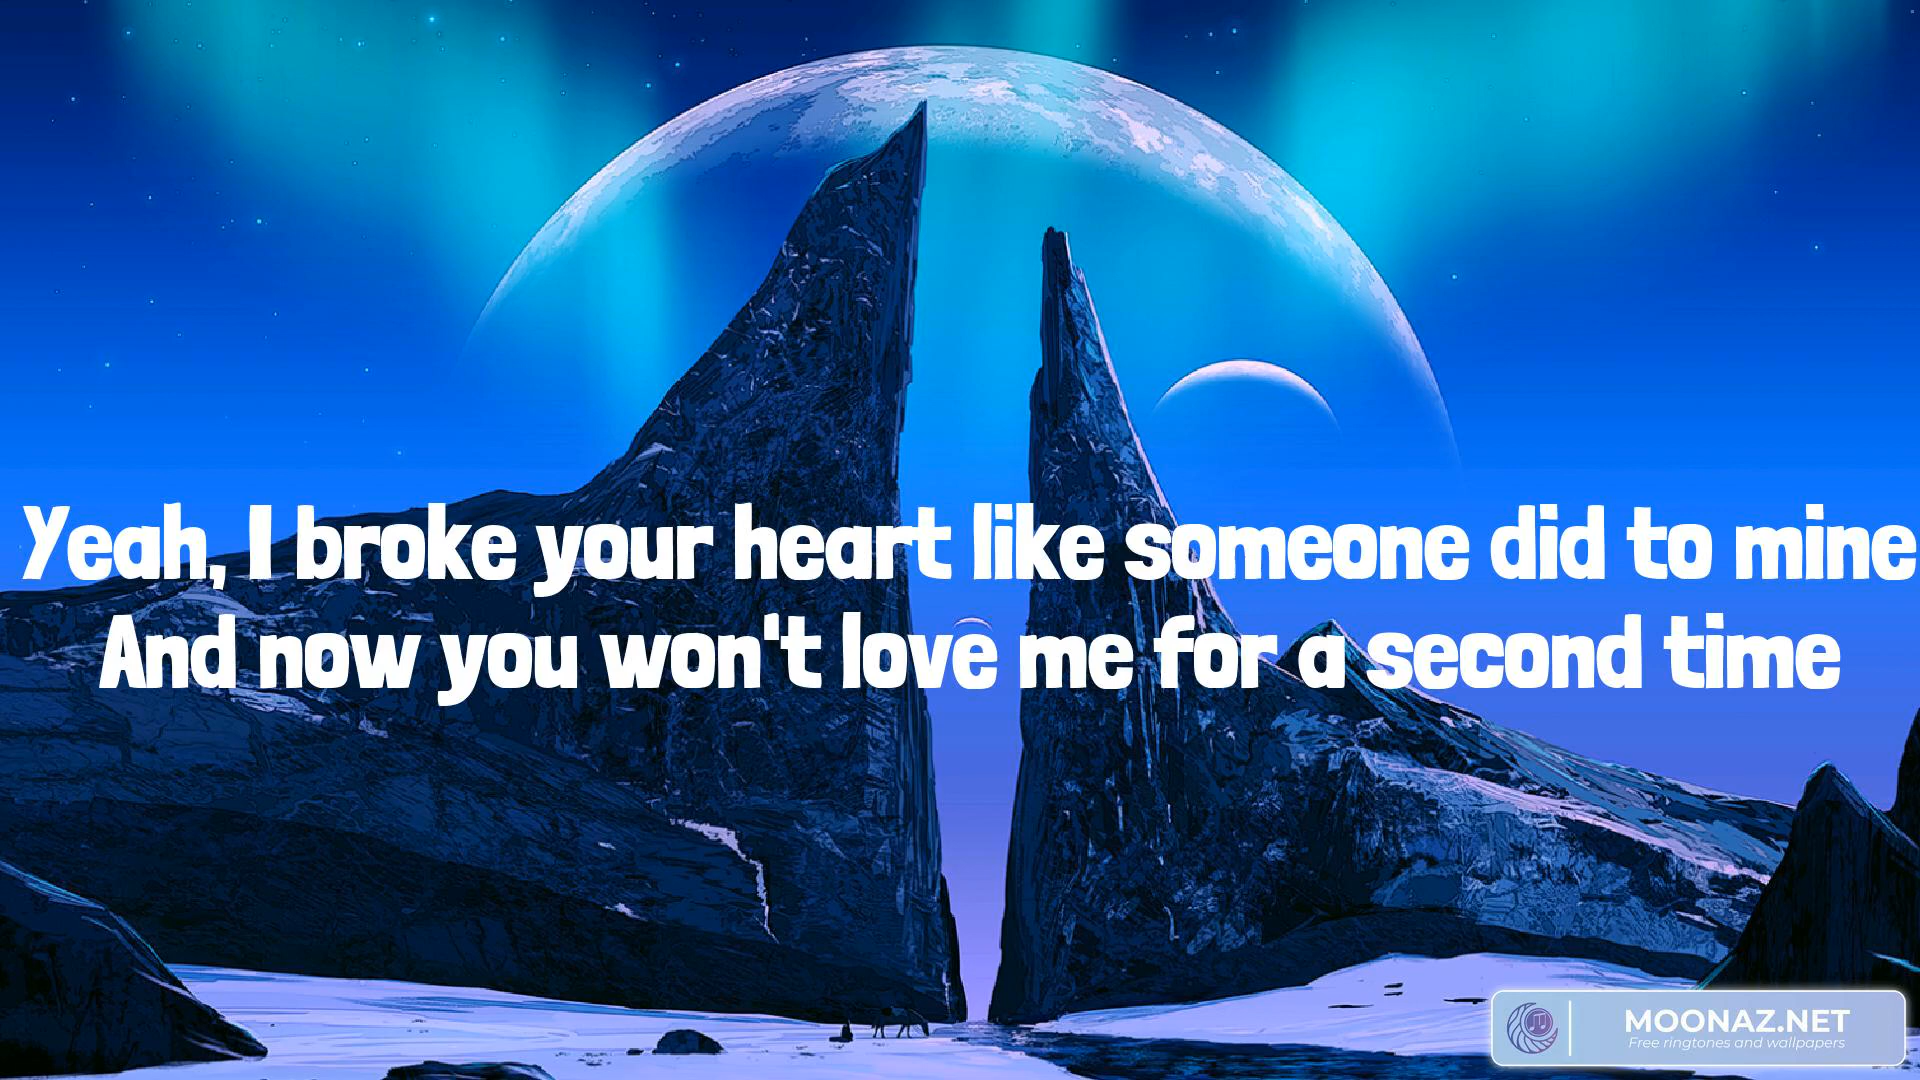 Yeah, I broke your heart like someone did to mine
And now you won't love me for a second time
MOONAZ.NET
Free ringtones and wallpapers